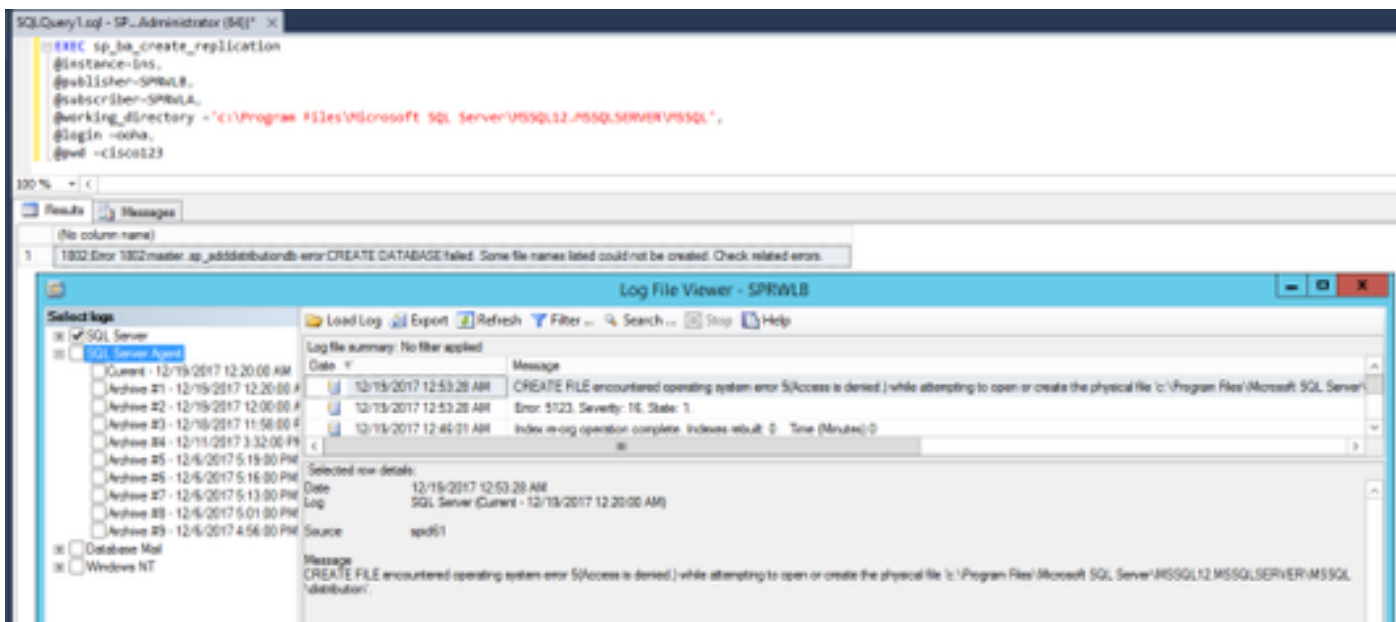 SQLQuery1.sql - SP...Administrator (64))* ×
EXEC sp_ba_create_replication
@instance=ins,
@publisher=SPRWLB,
@subscriber=SPRWLA,
@working_directory ='c:\Program Files\Microsoft SQL Server\MSSQL12.MSSQLSERVER\MSSQL',
@login =ooha,
@pwd =cisco123
100 %
Results Messages
(No column name)
1 1802:Error 1802:master..sp_adddistributiondb-error:CREATE DATABASE failed. Some file names listed could not be created. Check related errors.
Log File Viewer - SPRWLB
Select logs
SQL Server
SQL Server Agent
Current - 12/19/2017 12:20:00 AM
Archive #1 - 12/19/2017 12:20:00 A
Archive #2 - 12/19/2017 12:00:00 A
Archive #3 - 12/18/2017 11:58:00 P
Archive #4 - 12/11/2017 3:32:00 PM
Archive #5 - 12/6/2017 5:19:00 PM
Archive #6 - 12/6/2017 5:16:00 PM
Archive #7 - 12/6/2017 5:13:00 PM
Archive #8 - 12/6/2017 5:01:00 PM
Archive #9 - 12/6/2017 4:56:00 PM
Database Mail
Windows NT
Load Log Export Refresh Filter... Search... Stop Help
Log file summary: No filter applied
Date Message
12/19/2017 12:53:28 AM CREATE FILE encountered operating system error 5(Access is denied.) while attempting to open or create the physical file 'c:\Program Files\Microsoft SQL Server\
12/19/2017 12:53:28 AM Error: 5123, Severity: 16, State: 1.
12/19/2017 12:46:01 AM Index re-org operation complete. Indexes rebuilt: 0 Time (Minutes):0
Selected row details:
Date 12/19/2017 12:53:28 AM
Log SQL Server (Current - 12/19/2017 12:20:00 AM)
Source spid61
Message
CREATE FILE encountered operating system error 5(Access is denied.) while attempting to open or create the physical file 'c:\Program Files\Microsoft SQL Server\MSSQL12.MSSQLSERVER\MSSQL
\distribution'.